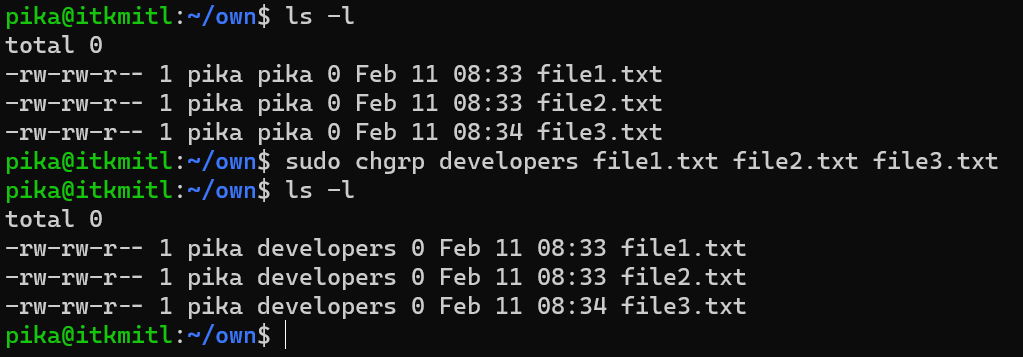 pika@itkmitl:~/own$ ls -l
total 0
-rw-rw-r-- 1 pika pika 0 Feb 11 08:33 file1.txt
-rw-rw-r-- 1 pika pika 0 Feb 11 08:33 file2.txt
-rw-rw-r-- 1 pika pika 0 Feb 11 08:34 file3.txt
pika@itkmitl:~/own$ sudo chgrp developers file1.txt file2.txt file3.txt
pika@itkmitl:~/own$ ls -l
total 0
-rw-rw-r-- 1 pika developers 0 Feb 11 08:33 file1.txt
-rw-rw-r-- 1 pika developers 0 Feb 11 08:33 file2.txt
-rw-rw-r-- 1 pika developers 0 Feb 11 08:34 file3.txt
pika@itkmitl:~/own$